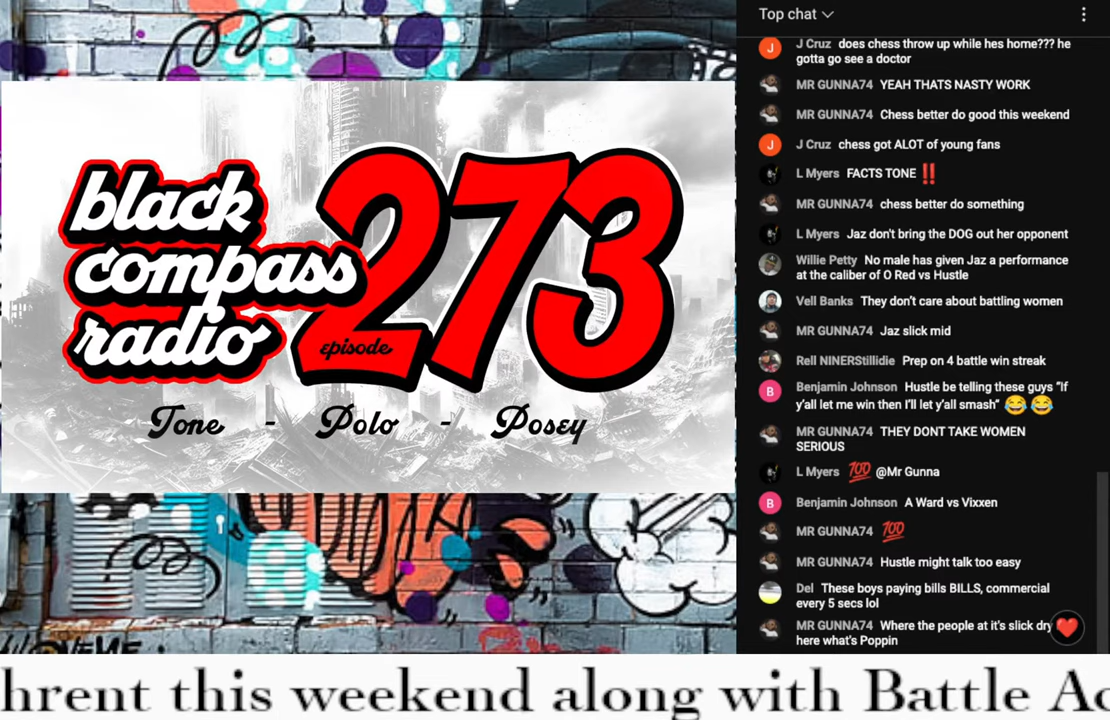 black
compass
radio
273
episode
Tone - Polo - Posey
Top chat
J Cruz does chess throw up while hes home??? he
gotta go see a doctor
MR GUNNA74 YEAH THATS NASTY WORK
MR GUNNA74 Chess better do good this weekend
J Cruz chess got ALOT of young fans
L Myers FACTS TONE ‼️
MR GUNNA74 chess better do something
L Myers Jaz don't bring the DOG out her opponent
Willie Petty No male has given Jaz a performance
at the caliber of O Red vs Hustle
Vell Banks They don't care about battling women
MR GUNNA74 Jaz slick mid
Rell NINERStillidie Prep on 4 battle win streak
Benjamin Johnson Hustle be telling these guys “If
y'all let me win then I'll let y'all smash” 😂😂
MR GUNNA74 THEY DONT TAKE WOMEN
SERIOUS
L Myers 💯 @Mr Gunna
Benjamin Johnson A Ward vs Vixxen
MR GUNNA74 💯
MR GUNNA74 Hustle might talk too easy
Del These boys paying bills BILLS, commercial
every 5 secs lol
MR GUNNA74 Where the people at it's slick dry
here what's Poppin
hrent this weekend along with Battle Ac